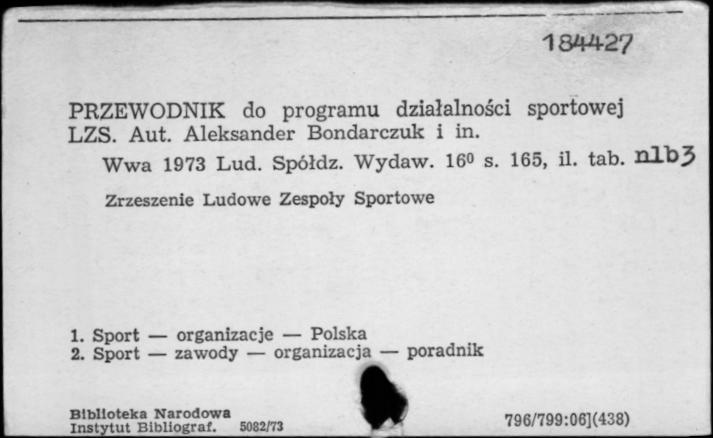 184427
PRZEWODNIK do programu działalności sportowej
LZS. Aut. Aleksander Bondarczuk i in.
Wwa 1973 Lud. Spółdz. Wydaw. 16⁰ s. 165, il. tab. nlb3
Zrzeszenie Ludowe Zespoły Sportowe
1. Sport — organizacje — Polska
2. Sport — zawody — organizacja — poradnik
Biblioteka Narodowa
Instytut Bibliograf. 5082/73
796/799:06](438)